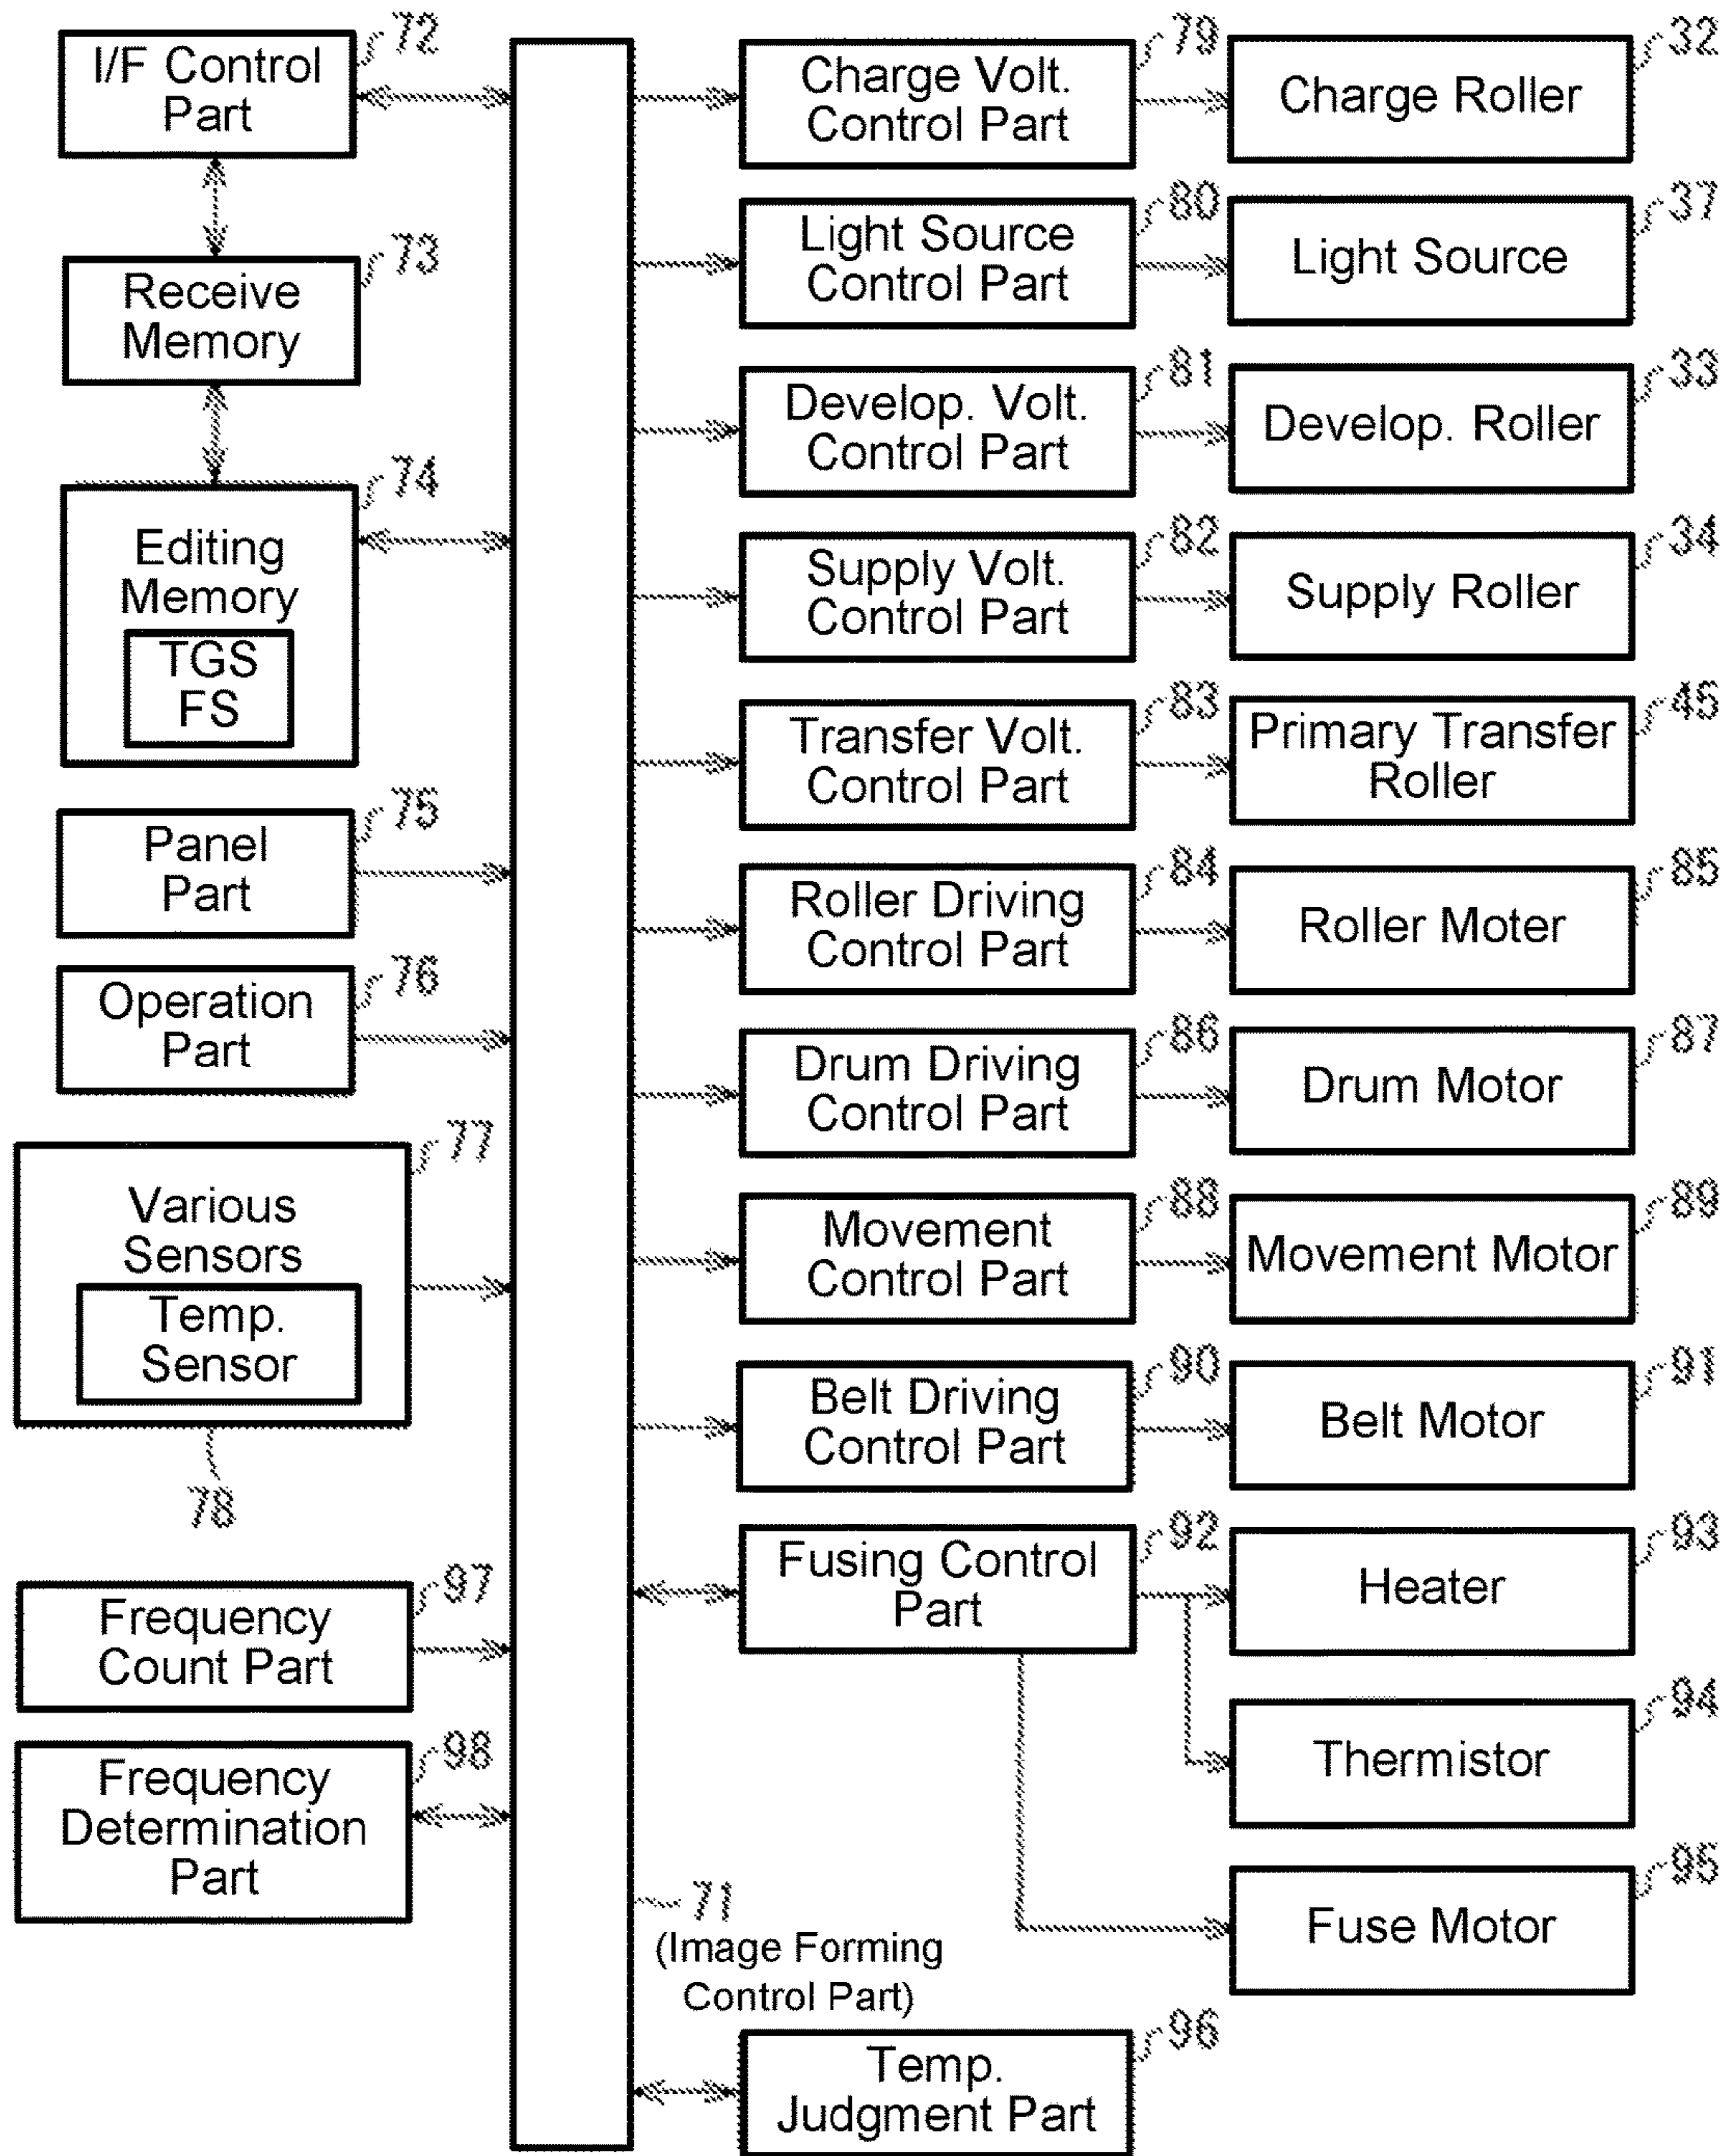 72
I/F Control
Part
73
Receive
Memory
74
Editing
Memory
TGS
FS
75
Panel
Part
76
Operation
Part
77
Various
Sensors
Temp.
Sensor
78
97
Frequency
Count Part
98
Frequency
Determination
Part
71
(Image Forming
Control Part)
79
Charge Volt.
Control Part
32
Charge Roller
80
Light Source
Control Part
37
Light Source
81
Develop. Volt.
Control Part
33
Develop. Roller
82
Supply Volt.
Control Part
34
Supply Roller
83
Transfer Volt.
Control Part
45
Primary Transfer
Roller
84
Roller Driving
Control Part
85
Roller Moter
86
Drum Driving
Control Part
87
Drum Motor
88
Movement
Control Part
89
Movement Motor
90
Belt Driving
Control Part
91
Belt Motor
92
Fusing Control
Part
93
Heater
94
Thermistor
95
Fuse Motor
96
Temp.
Judgment Part